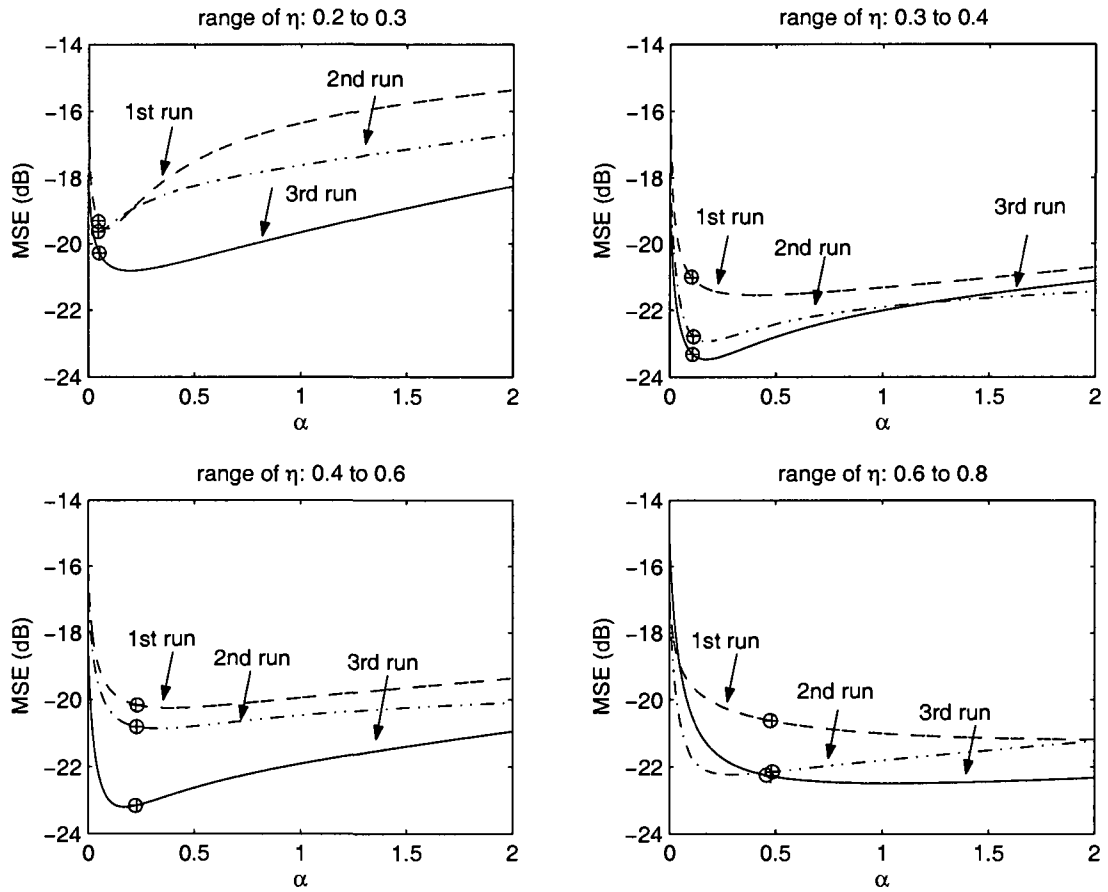 range of η: 0.2 to 0.3
-14
-16
-18
-20
-22
-24
MSE (dB)
1st run
2nd run
3rd run
0
0.5
1
1.5
2
α
range of η: 0.3 to 0.4
-14
-16
-18
-20
-22
-24
MSE (dB)
1st run
2nd run
3rd run
0
0.5
1
1.5
2
α
range of η: 0.4 to 0.6
-14
-16
-18
-20
-22
-24
MSE (dB)
1st run
2nd run
3rd run
0
0.5
1
1.5
2
α
range of η: 0.6 to 0.8
-14
-16
-18
-20
-22
-24
MSE (dB)
1st run
2nd run
3rd run
0
0.5
1
1.5
2
α